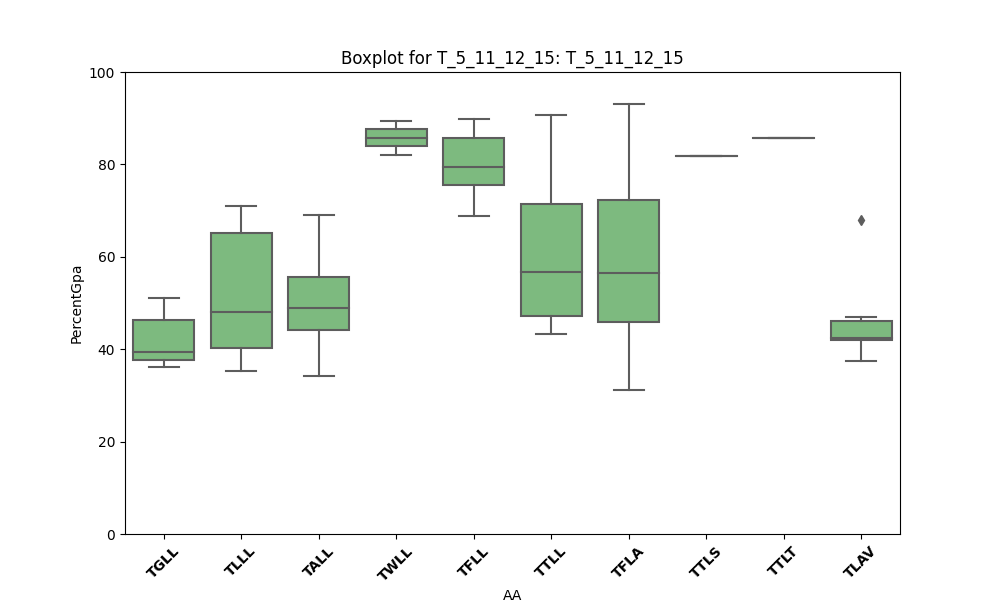 Boxplot for T_5_11_12_15: T_5_11_12_15
PercentGpa
100
80
60
40
20
0
TGLL
TLLL
TALL
TWLL
TFLL
TTLL
TFLA
TTLS
TTLT
TLAV
AA